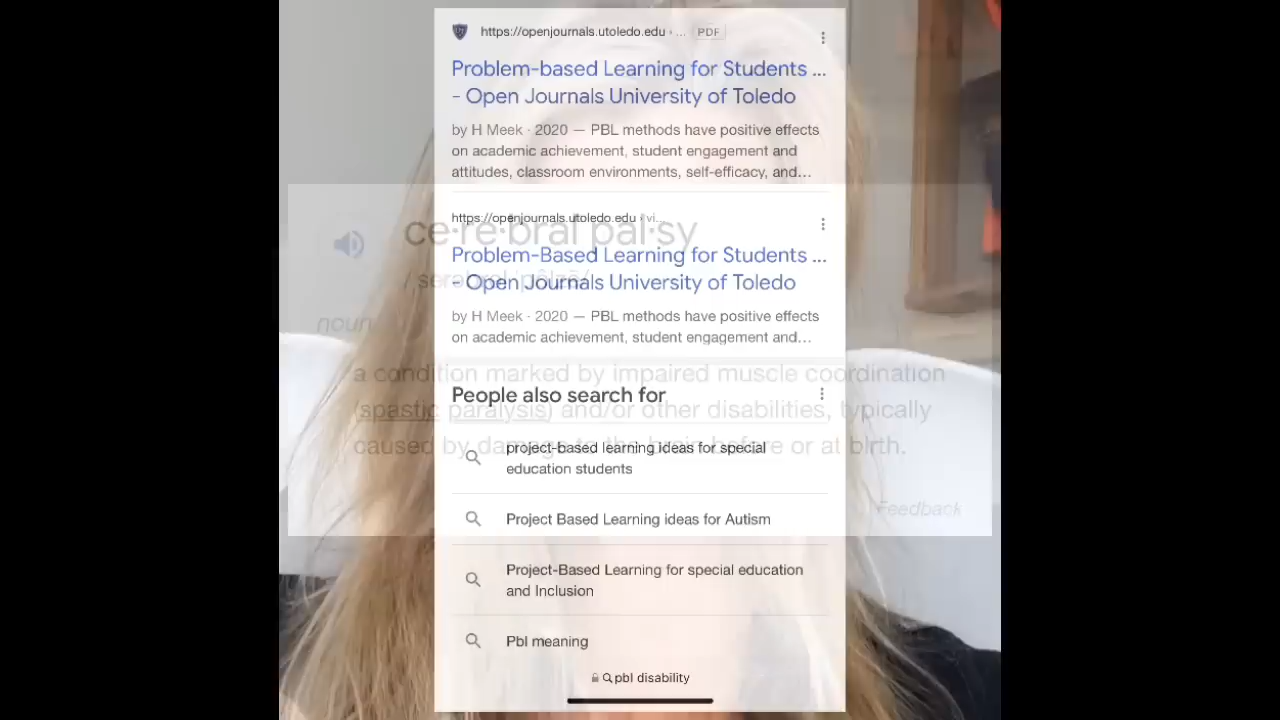 https://openjournals.utoledo.edu › ... PDF
Problem-based Learning for Students ...
- Open Journals University of Toledo
by H Meek · 2020 — PBL methods have positive effects
on academic achievement, student engagement and
attitudes, classroom environments, self-efficacy, and...
https://openjournals.utoledo.edu › vi...
Problem-Based Learning for Students ...
- Open Journals University of Toledo
by H Meek · 2020 — PBL methods have positive effects
on academic achievement, student engagement and...
People also search for
project-based learning ideas for special
education students
Project Based Learning ideas for Autism
Project-Based Learning for special education
and Inclusion
Pbl meaning
pbl disability
ce·re·bral pal·sy
noun
a condition marked by impaired muscle coordination
(spastic paralysis) and/or other disabilities, typically
caused by damage to the brain before or at birth.
Feedback